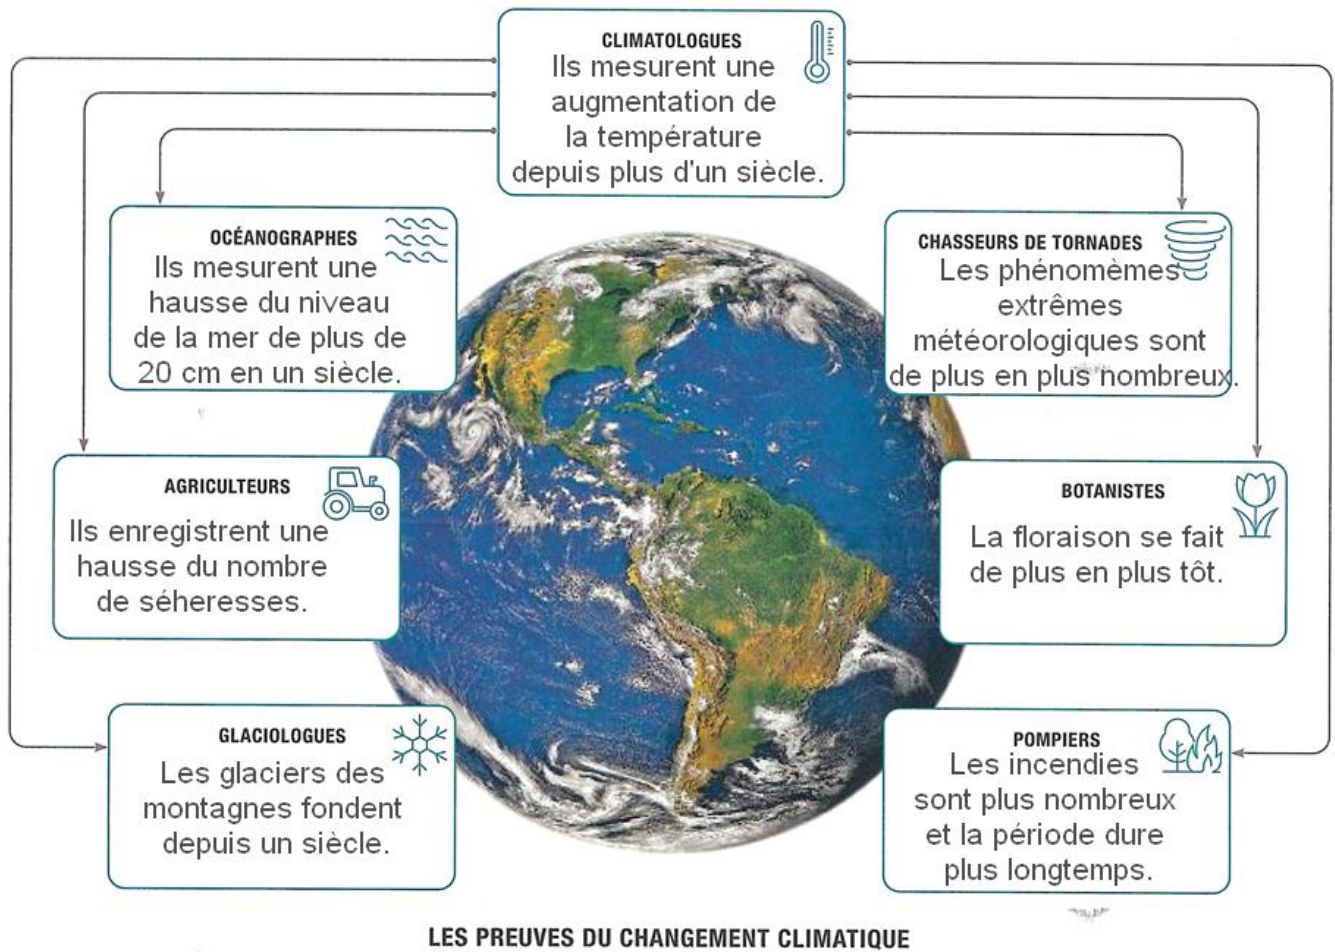 CLIMATOLOGUES
Ils mesurent une
augmentation de
la température
depuis plus d'un siècle.
OCÉANOGRAPHES
Ils mesurent une
hausse du niveau
de la mer de plus de
20 cm en un siècle.
CHASSEURS DE TORNADES
Les phénomèmes
extrêmes
météorologiques sont
de plus en plus nombreux.
AGRICULTEURS
Ils enregistrent une
hausse du nombre
de séheresses.
BOTANISTES
La floraison se fait
de plus en plus tôt.
GLACIOLOGUES
Les glaciers des
montagnes fondent
depuis un siècle.
POMPIERS
Les incendies
sont plus nombreux
et la période dure
plus longtemps.
LES PREUVES DU CHANGEMENT CLIMATIQUE